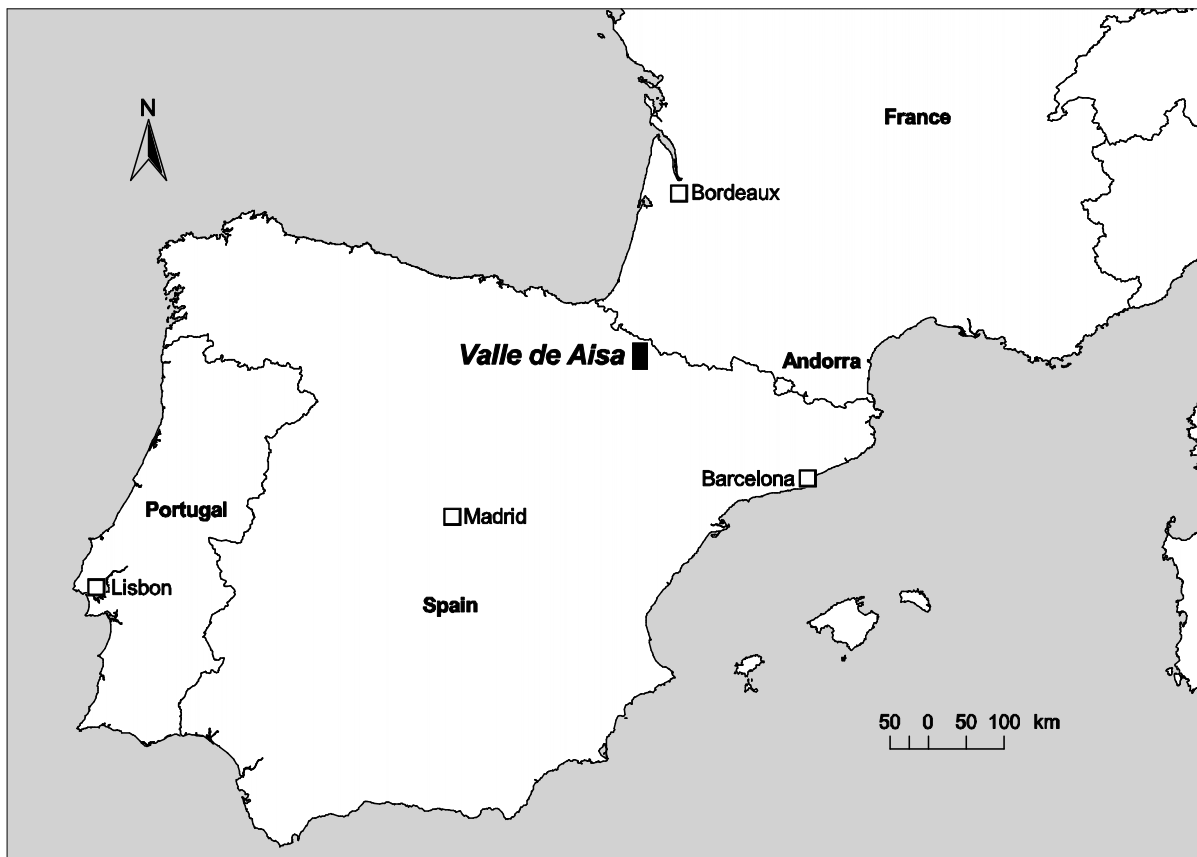 N
France
Bordeaux
Valle de Aisa
Andorra
Barcelona
Portugal
Madrid
Lisbon
Spain
50 0 50 100 km